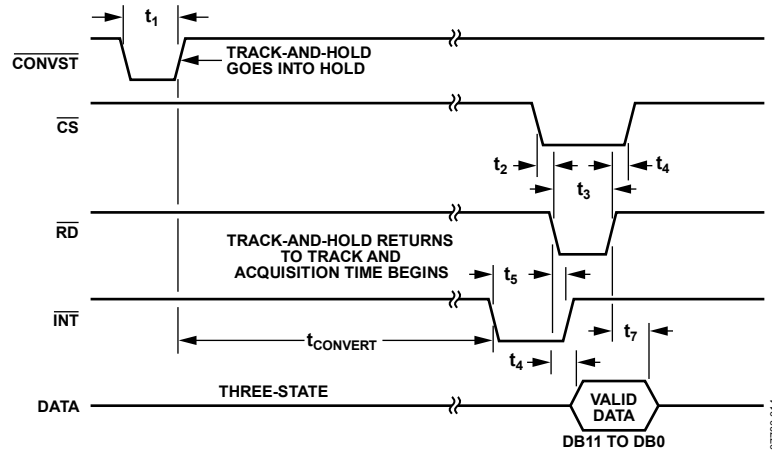 t1
TRACK-AND-HOLD
GOES INTO HOLD
CONVST
CS
t2
t4
t3
RD
TRACK-AND-HOLD RETURNS
TO TRACK AND
ACQUISITION TIME BEGINS
t5
INT
tCONVERT
t7
t4
THREE-STATE
DATA
VALID
DATA
DB11 TO DB0